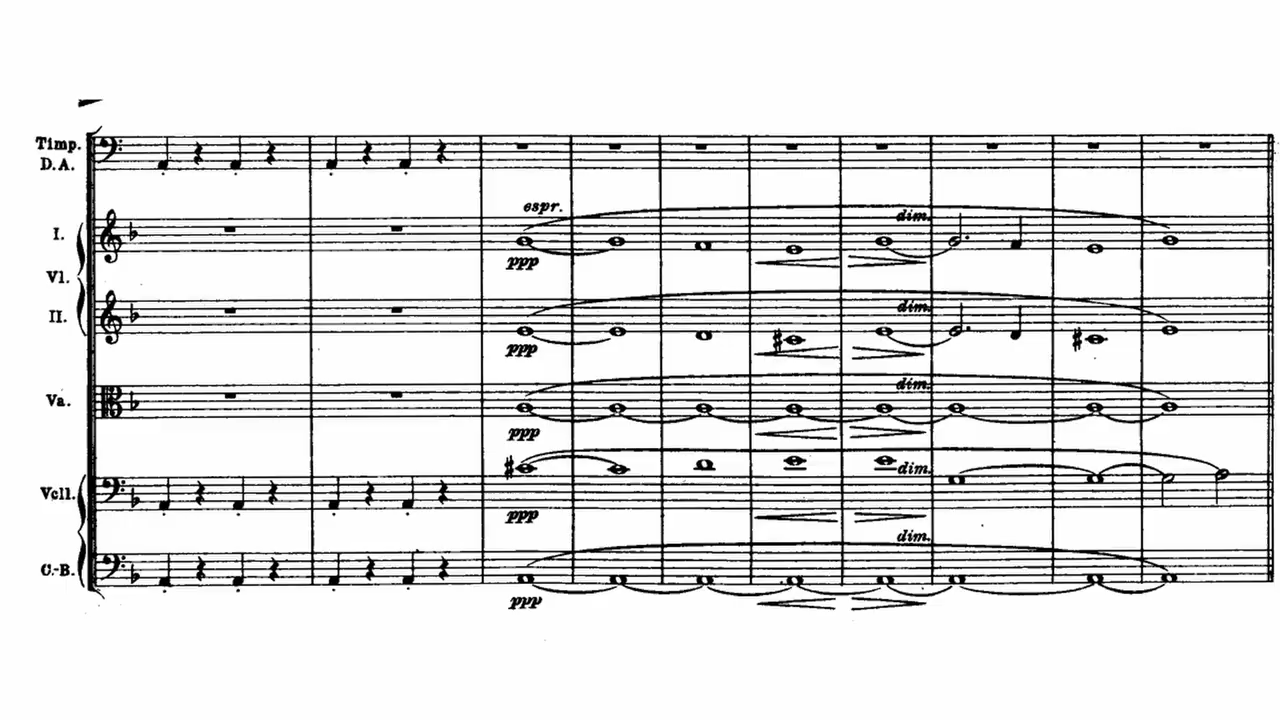 Timp.
D.A.
espr.
dim.
I.
ppp
Vl.
dim.
II.
ppp
dim.
Va.
ppp
dim.
Vcll.
ppp
dim.
C.-B.
ppp